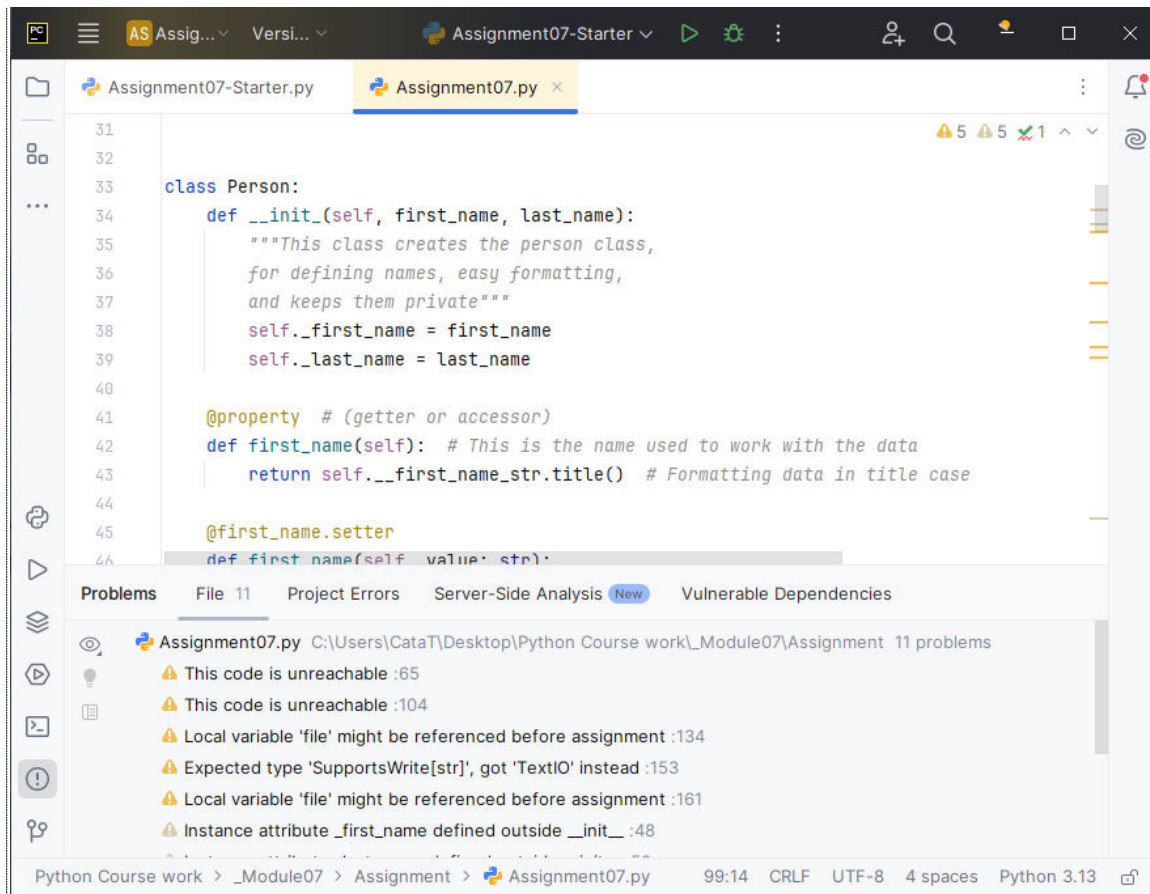 PC AS Assig... Versi... Assignment07-Starter
Assignment07-Starter.py Assignment07.py
31 5 5 1
32
33 class Person:
34 def __init_(self, first_name, last_name):
35 """This class creates the person class,
36 for defining names, easy formatting,
37 and keeps them private"""
38 self._first_name = first_name
39 self._last_name = last_name
40
41 @property # (getter or accessor)
42 def first_name(self): # This is the name used to work with the data
43 return self.__first_name_str.title() # Formatting data in title case
44
45 @first_name.setter
46 def first_name(self, value: str):
Problems File 11 Project Errors Server-Side Analysis New Vulnerable Dependencies
Assignment07.py C:\Users\CataT\Desktop\Python Course work\_Module07\Assignment 11 problems
This code is unreachable :65
This code is unreachable :104
Local variable 'file' might be referenced before assignment :134
Expected type 'SupportsWrite[str]', got 'TextIO' instead :153
Local variable 'file' might be referenced before assignment :161
Instance attribute _first_name defined outside __init__ :48
Python Course work > _Module07 > Assignment > Assignment07.py 99:14 CRLF UTF-8 4 spaces Python 3.13